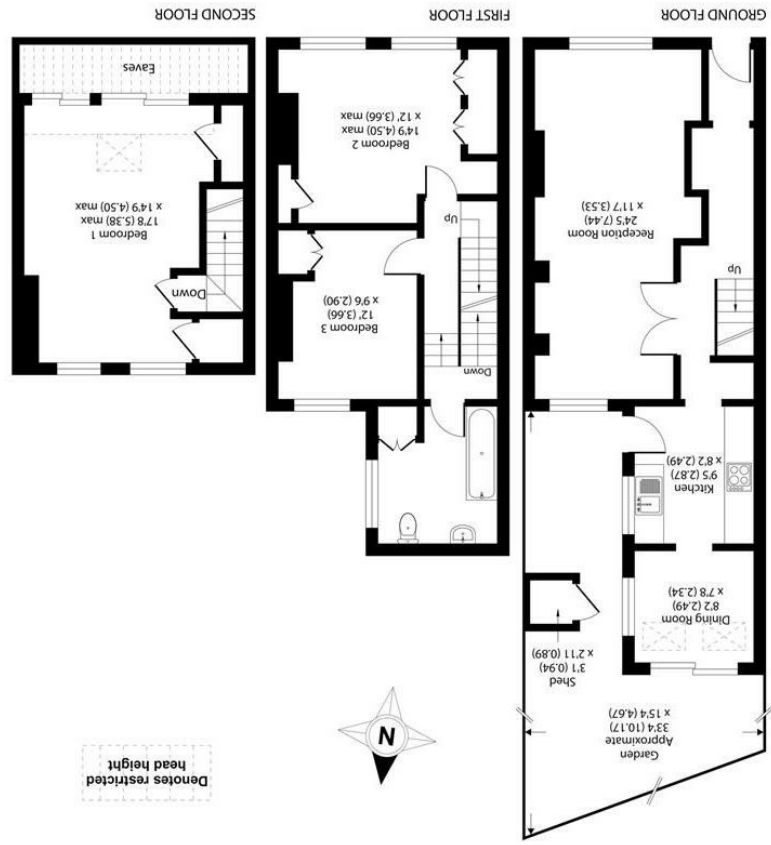 Denotes restricted
head height
N
Garden
Approximate
33'4 (10.17)
x 15'4 (4.67)
Shed
3'1 (0.94)
x 2'11 (0.89)
Dining Room
8'2 (2.49)
x 7'8 (2.34)
Kitchen
9'5 (2.87)
x 8'2 (2.49)
Up
Reception Room
24'5 (7.44)
x 11'7 (3.53)
GROUND FLOOR
Down
Bedroom 3
12' (3.66)
x 9'6 (2.90)
Up
Bedroom 2
14'9 (4.50) max
x 12' (3.66) max
FIRST FLOOR
Down
Bedroom 1
17'8 (5.38) max
x 14'9 (4.50) max
Eaves
SECOND FLOOR